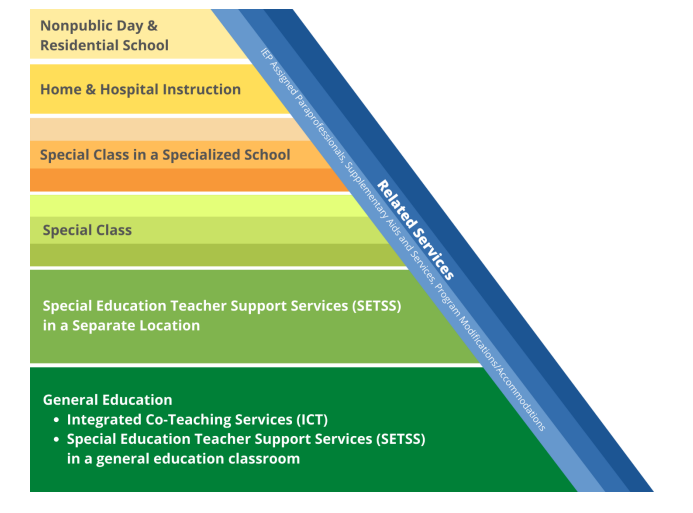 Nonpublic Day &
Residential School
Home & Hospital Instruction
Special Class in a Specialized School
Special Class
Special Education Teacher Support Services (SETSS)
in a Separate Location
General Education
• Integrated Co-Teaching Services (ICT)
• Special Education Teacher Support Services (SETSS)
in a general education classroom
Related Services
IEP Assigned Paraprofessionals, Supplementary Aids and Services, Program Modifications/Accommodations